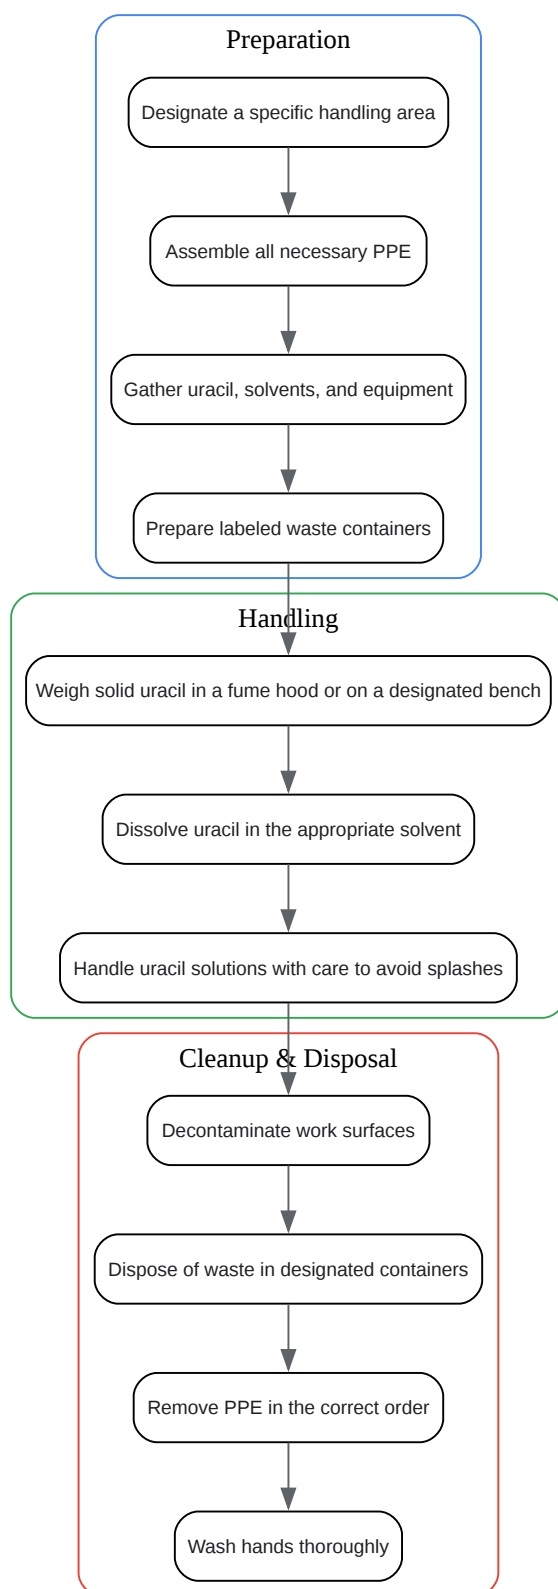 Preparation
Designate a specific handling area
Assemble all necessary PPE
Gather uracil, solvents, and equipment
Prepare labeled waste containers
Handling
Weigh solid uracil in a fume hood or on a designated bench
Dissolve uracil in the appropriate solvent
Handle uracil solutions with care to avoid splashes
Cleanup & Disposal
Decontaminate work surfaces
Dispose of waste in designated containers
Remove PPE in the correct order
Wash hands thoroughly